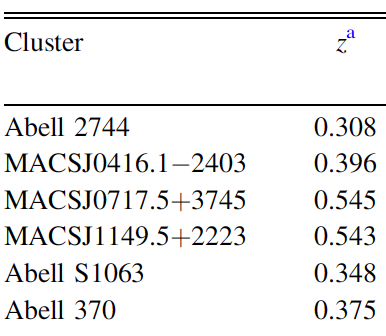 Cluster z^a
Abell 2744 0.308
MACSJ0416.1−2403 0.396
MACSJ0717.5+3745 0.545
MACSJ1149.5+2223 0.543
Abell S1063 0.348
Abell 370 0.375